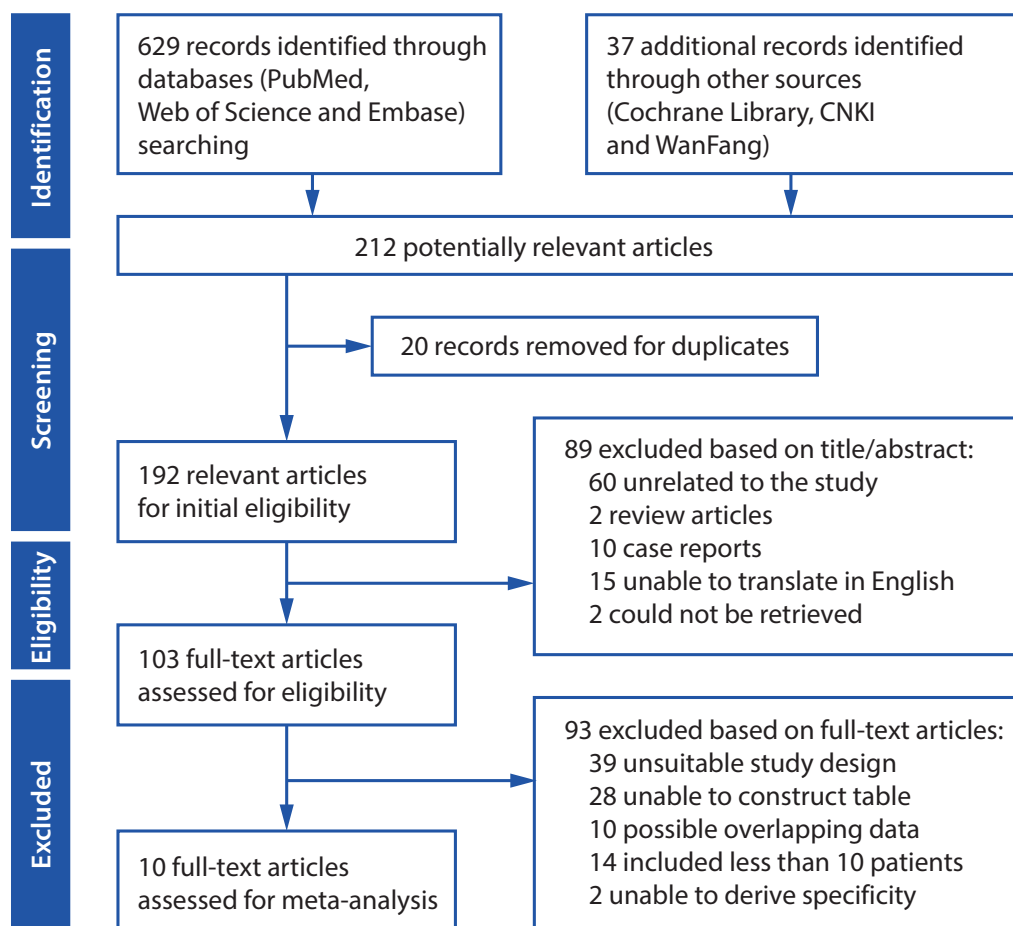 Identification
629 records identified through
databases (PubMed,
Web of Science and Embase)
searching
37 additional records identified
through other sources
(Cochrane Library, CNKI
and WanFang)
212 potentially relevant articles
Screening
20 records removed for duplicates
192 relevant articles
for initial eligibility
89 excluded based on title/abstract:
60 unrelated to the study
2 review articles
10 case reports
15 unable to translate in English
2 could not be retrieved
Eligibility
103 full-text articles
assessed for eligibility
Excluded
93 excluded based on full-text articles:
39 unsuitable study design
28 unable to construct table
10 possible overlapping data
14 included less than 10 patients
2 unable to derive specificity
10 full-text articles
assessed for meta-analysis